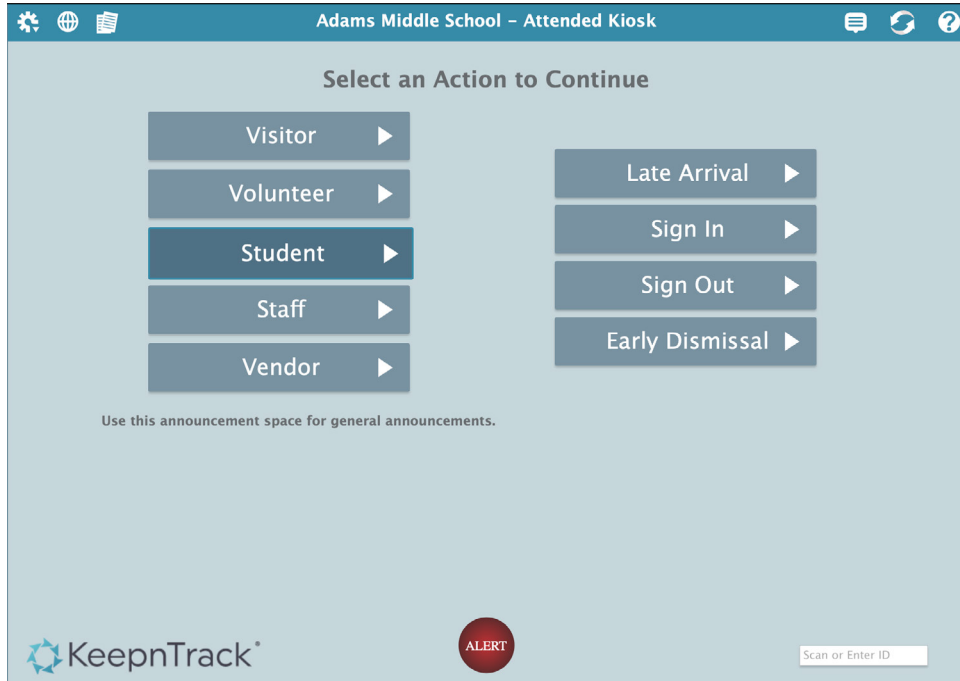 Adams Middle School – Attended Kiosk
Select an Action to Continue
Visitor
Volunteer
Student
Staff
Vendor
Late Arrival
Sign In
Sign Out
Early Dismissal
Use this announcement space for general announcements.
KeepnTrack
ALERT
Scan or Enter ID